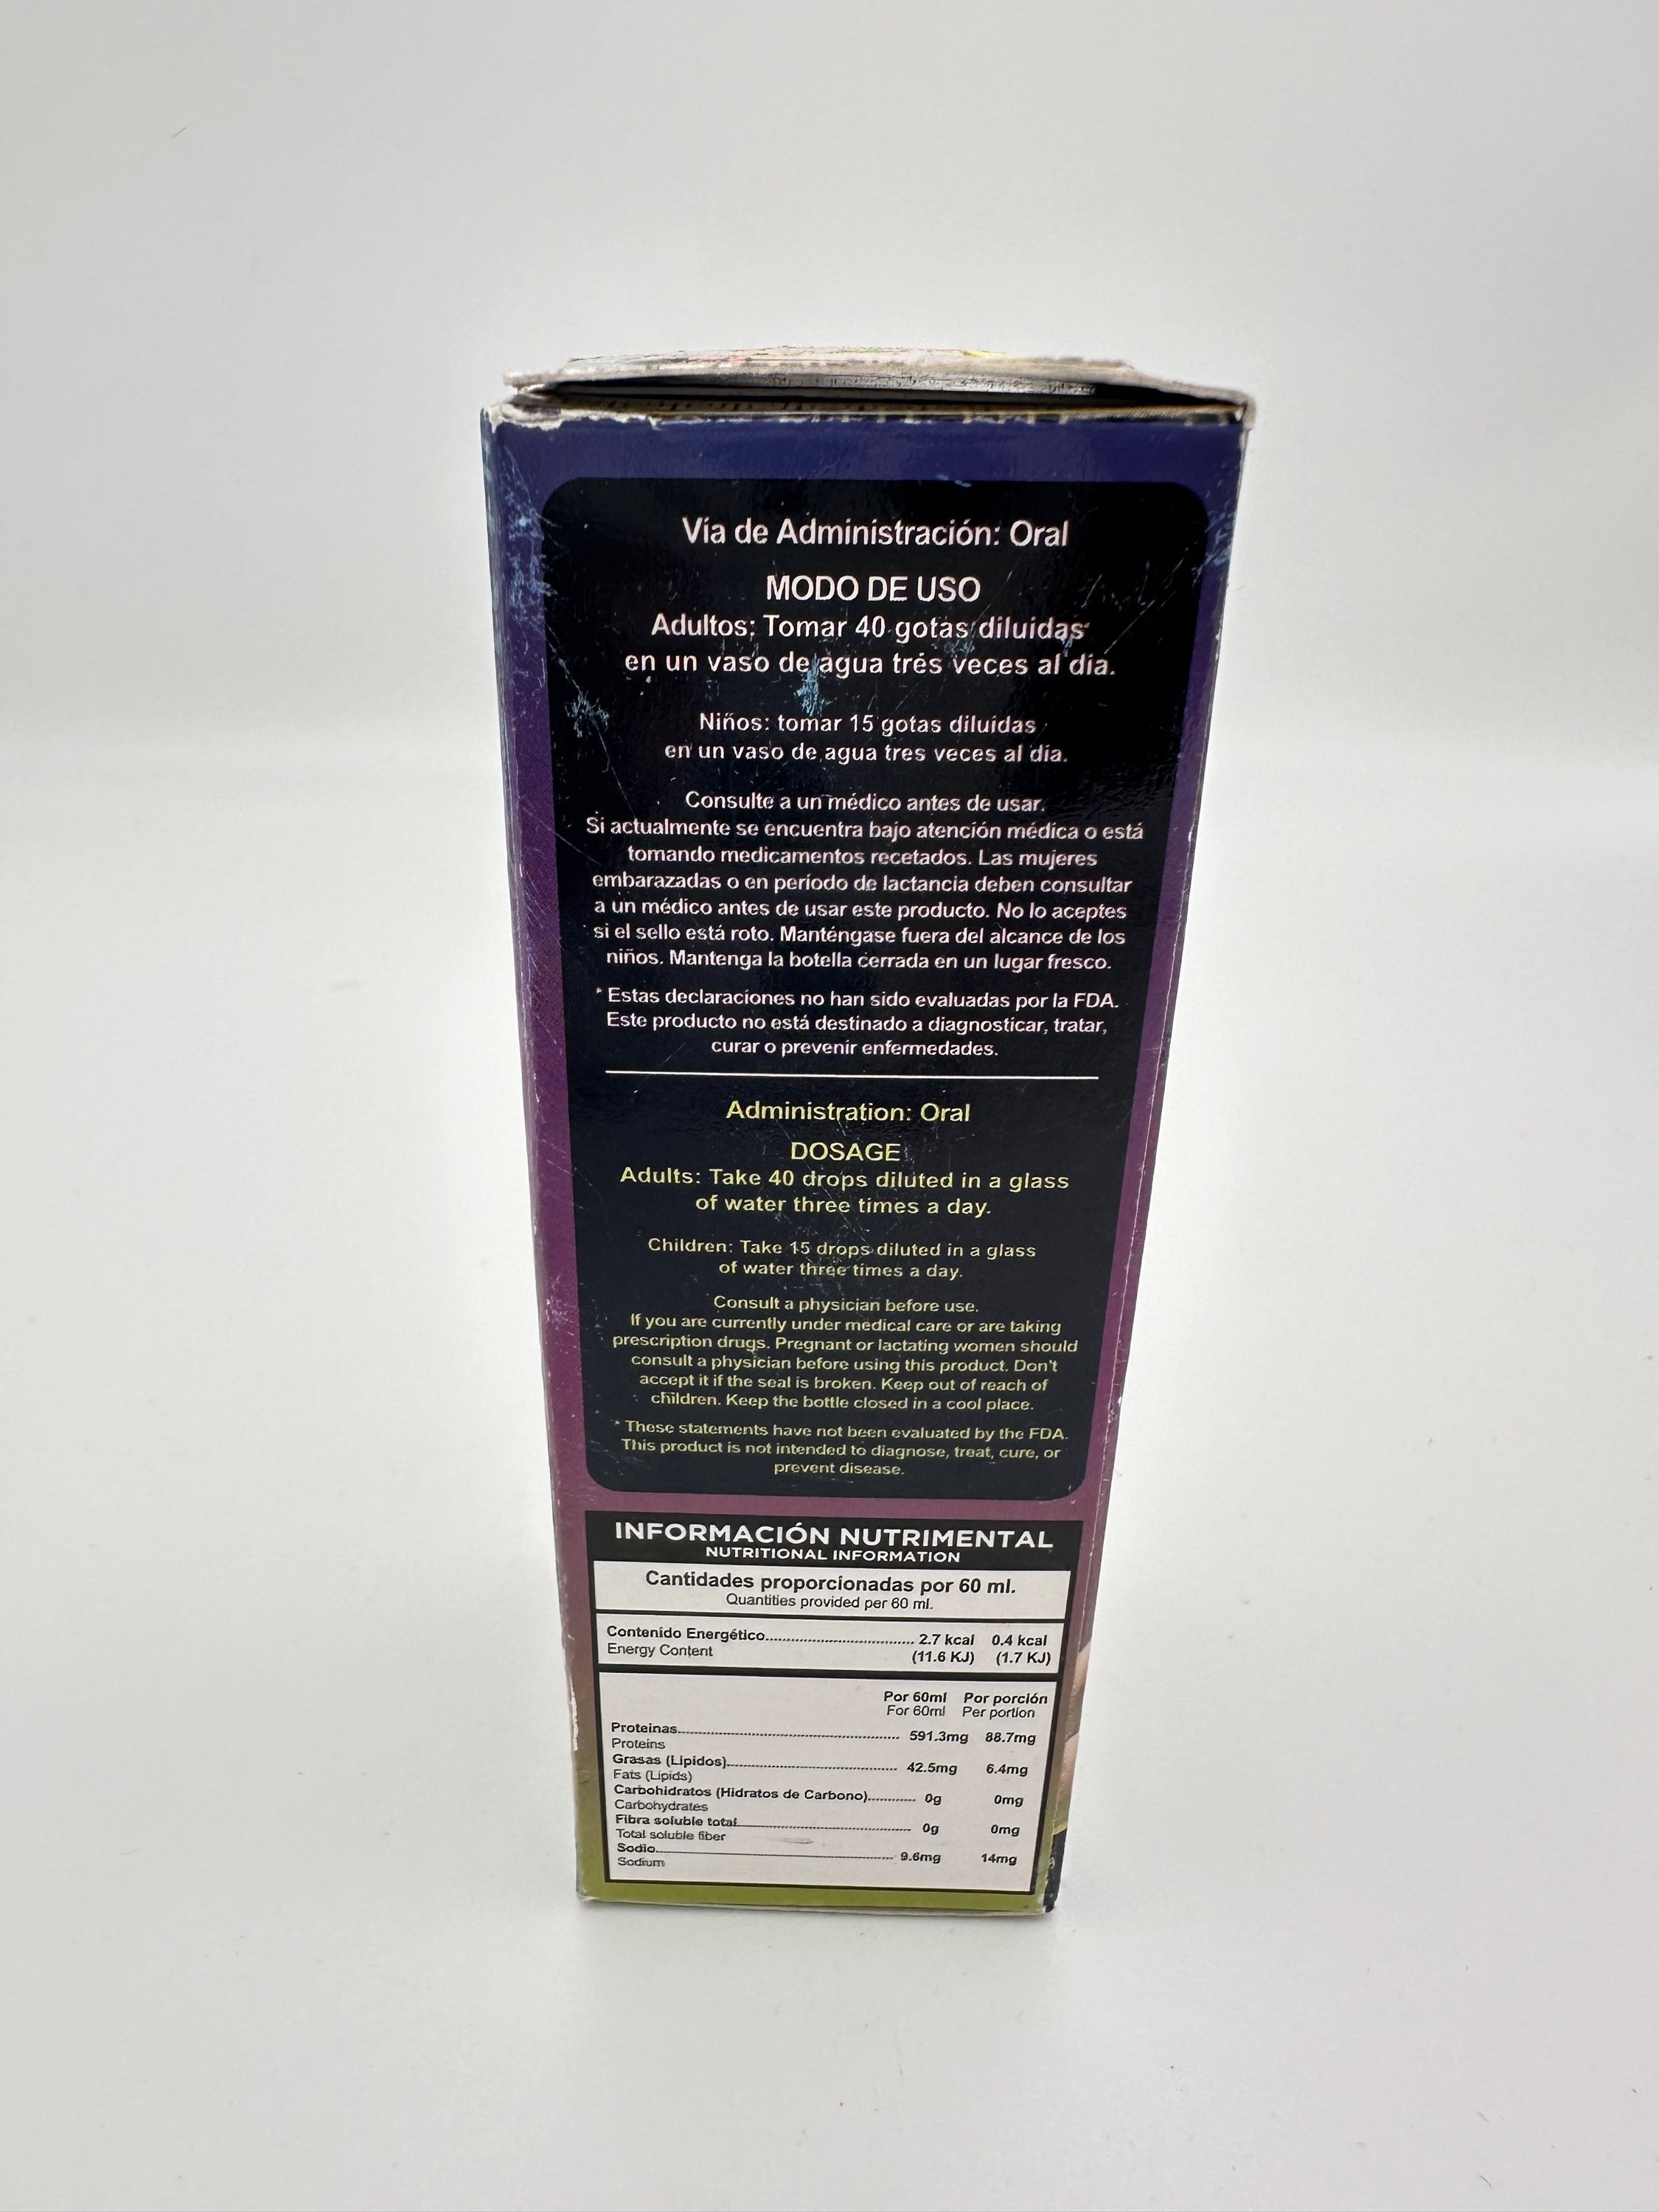 Vía de Administración: Oral
MODO DE USO
Adultos: Tomar 40 gotas diluidas
en un vaso de agua tres veces al día.
Niños: tomar 15 gotas diluidas
en un vaso de agua tres veces al día.
Consulte a un médico antes de usar.
Si actualmente se encuentra bajo atención médica o está
tomando medicamentos recetados. Las mujeres
embarazadas o en período de lactancia deben consultar
a un médico antes de usar este producto. No lo aceptes
si el sello está roto. Manténgase fuera del alcance de los
niños. Mantenga la botella cerrada en un lugar fresco.
* Estas declaraciones no han sido evaluadas por la FDA.
Este producto no está destinado a diagnosticar, tratar,
curar o prevenir enfermedades.
Administration: Oral
DOSAGE
Adults: Take 40 drops diluted in a glass
of water three times a day.
Children: Take 15 drops diluted in a glass
of water three times a day.
Consult a physician before use.
If you are currently under medical care or are taking
prescription drugs. Pregnant or lactating women should
consult a physician before using this product. Don't
accept it if the seal is broken. Keep out of reach of
children. Keep the bottle closed in a cool place.
* These statements have not been evaluated by the FDA.
This product is not intended to diagnose, treat, cure, or
prevent disease.
INFORMACIÓN NUTRIMENTAL
NUTRITIONAL INFORMATION
Cantidades proporcionadas por 60 ml.
Quantities provided per 60 ml.
Contenido Energético.......... 2.7 kcal 0.4 kcal
Energy Content (11.6 KJ) (1.7 KJ)
Por 60ml Por porción
For 60ml Per portion
Proteinas.......... 591.3mg 88.7mg
Proteins
Grasas (Lipidos).......... 42.5mg 6.4mg
Fats (Lipids)
Carbohidratos (Hidratos de Carbono).......... 0g 0mg
Carbohydrates
Fibra soluble total.......... 0g 0mg
Total soluble fiber
Sodio.......... 9.6mg 14mg
Sodium